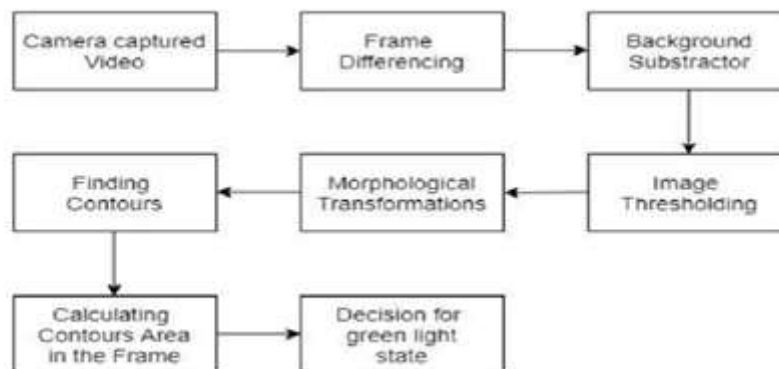 Camera captured
Video
Frame
Differencing
Background
Substractor
Image
Thresholding
Morphological
Transformations
Finding
Contours
Calculating
Contours Area
in the Frame
Decision for
green light
state